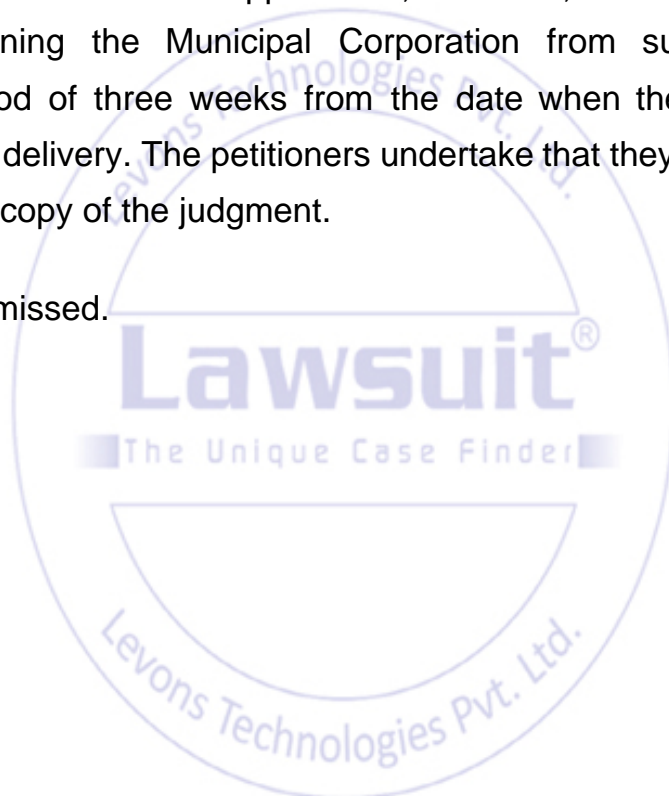 ning the Municipal Corporation from su
od of three weeks from the date when the
delivery. The petitioners undertake that they
copy of the judgment.
missed.
Levons Technologies Pvt. Ltd.
Lawsuit®
The Unique Case Finder
Levons Technologies Pvt. Ltd.